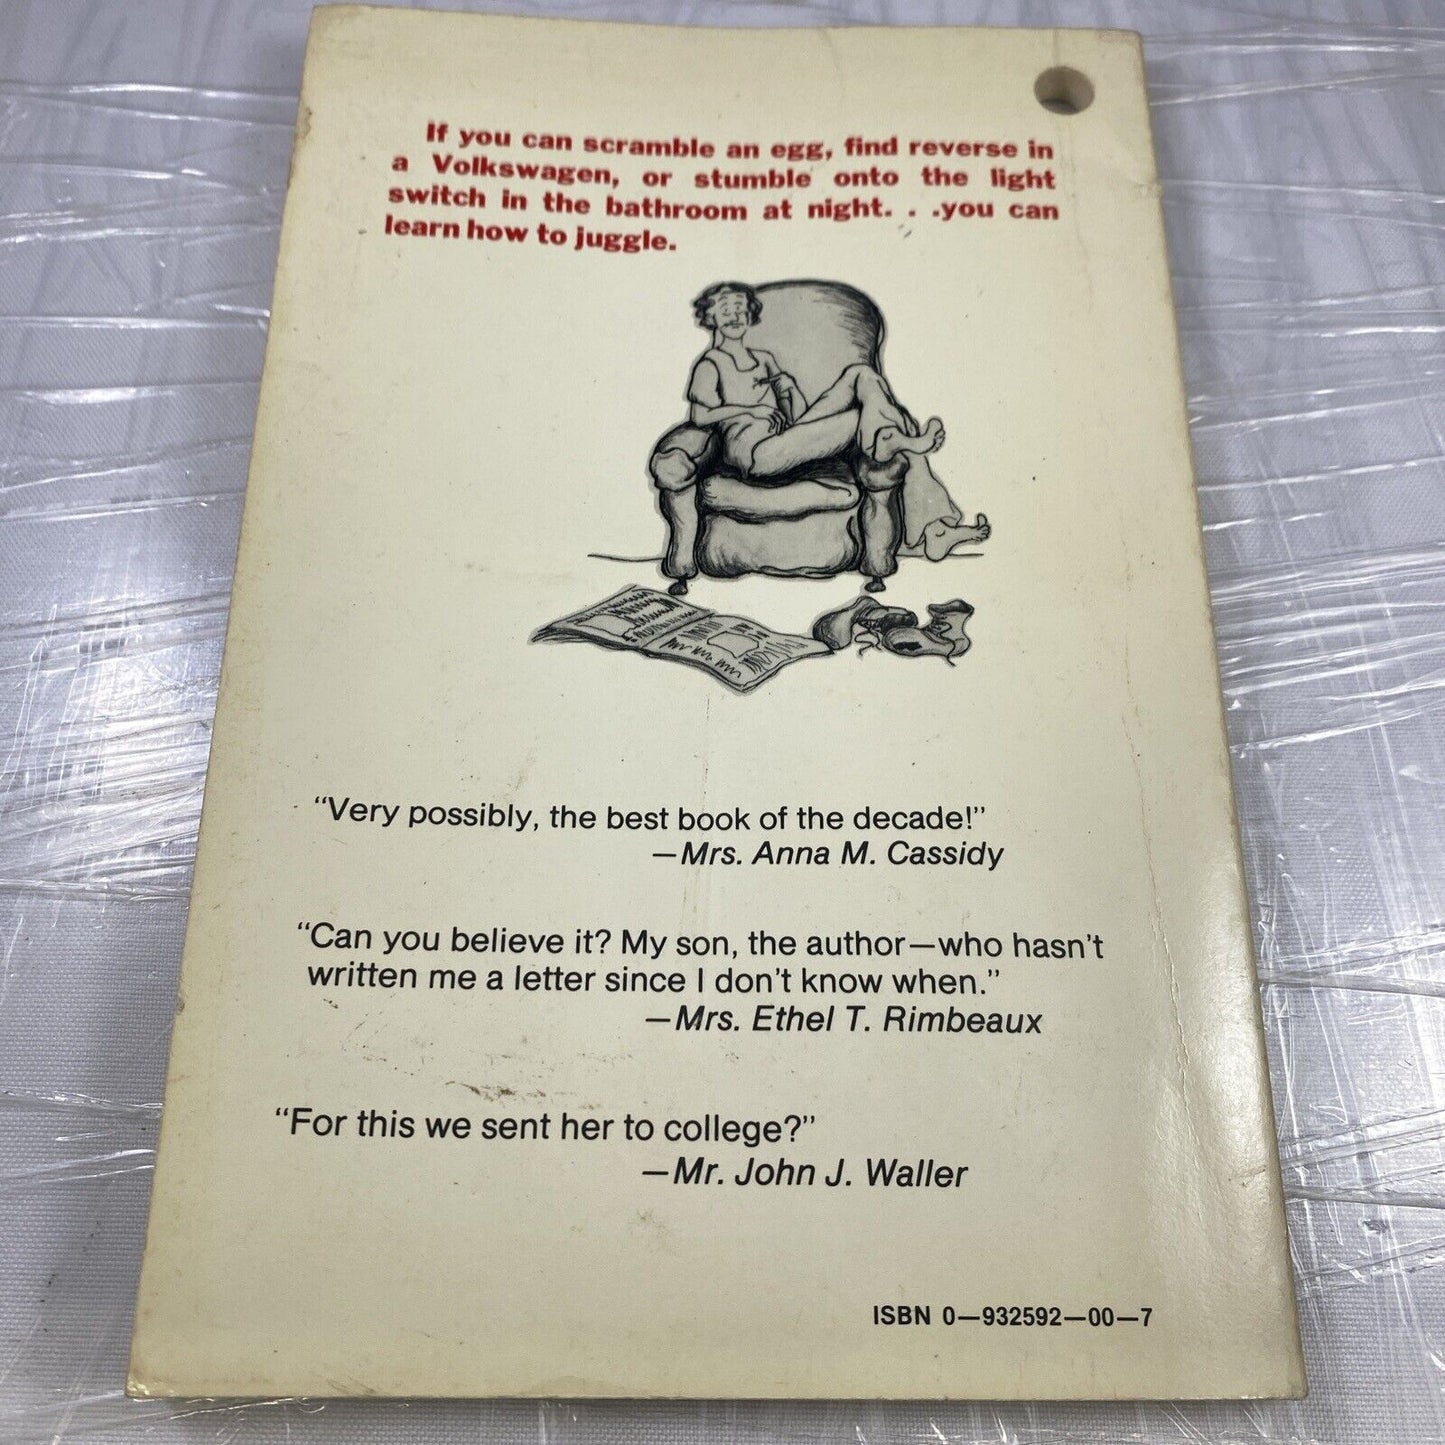 If you can scramble an egg, find reverse in
a Volkswagen, or stumble onto the light
switch in the bathroom at night. . .you can
learn how to juggle.
“Very possibly, the best book of the decade!”
—Mrs. Anna M. Cassidy
“Can you believe it? My son, the author—who hasn't
written me a letter since I don't know when.”
—Mrs. Ethel T. Rimbeaux
“For this we sent her to college?”
—Mr. John J. Waller
ISBN 0—932592—00—7